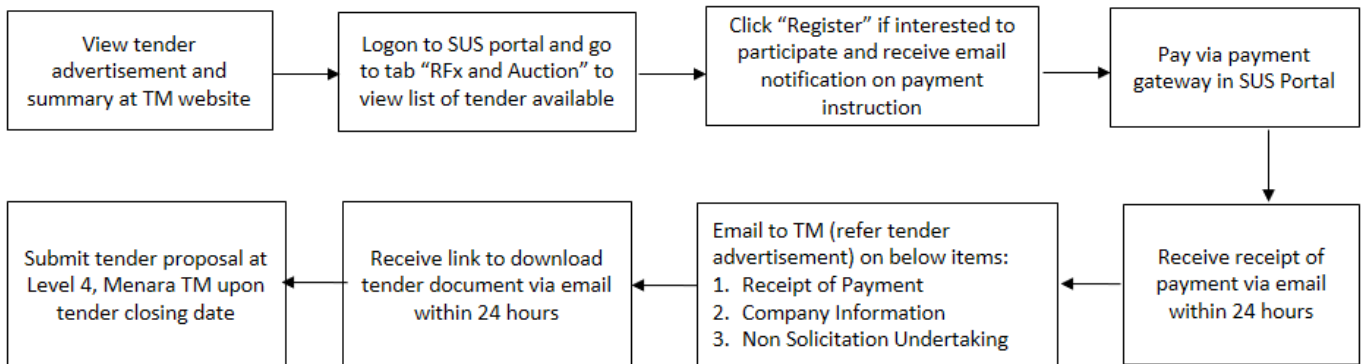 View tender
advertisement and
summary at TM website
Logon to SUS portal and go
to tab “RFx and Auction” to
view list of tender available
Click “Register” if interested to
participate and receive email
notification on payment
instruction
Pay via payment
gateway in SUS Portal
Receive receipt of
payment via email
within 24 hours
Email to TM (refer tender
advertisement) on below items:
1. Receipt of Payment
2. Company Information
3. Non Solicitation Undertaking
Receive link to download
tender document via email
within 24 hours
Submit tender proposal at
Level 4, Menara TM upon
tender closing date